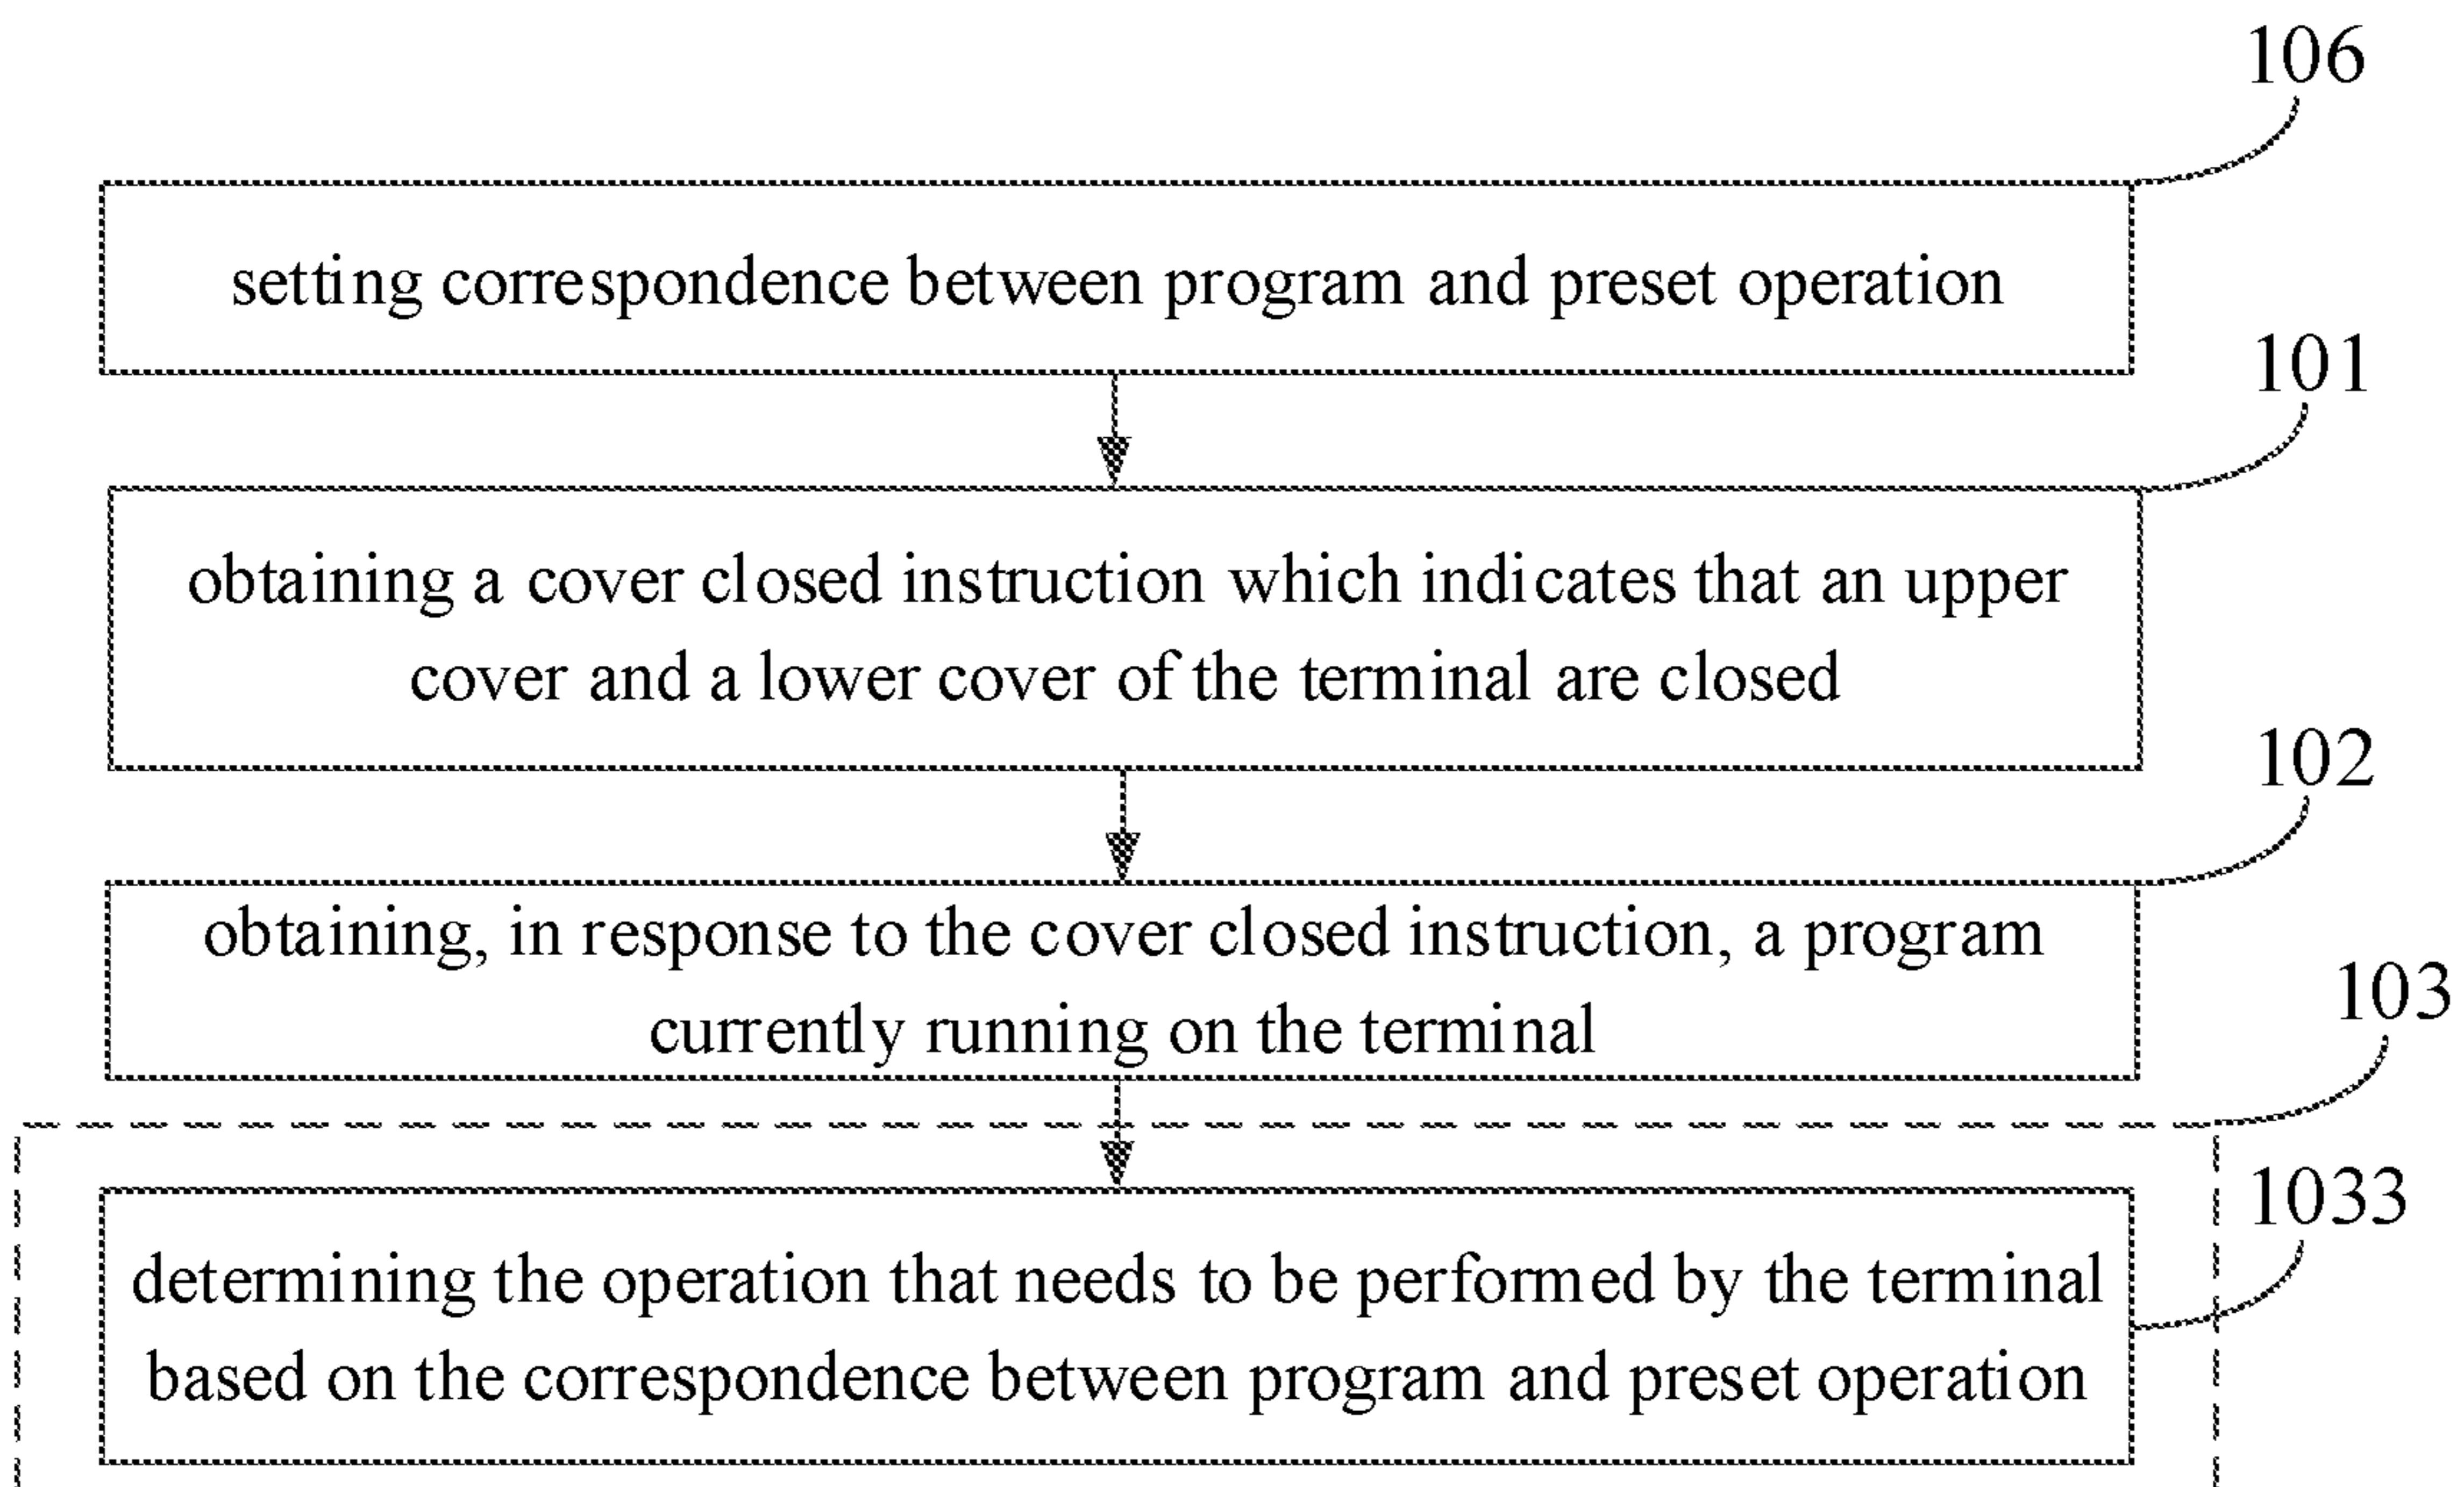 106
setting correspondence between program and preset operation
101
obtaining a cover closed instruction which indicates that an upper
cover and a lower cover of the terminal are closed
102
obtaining, in response to the cover closed instruction, a program
currently running on the terminal
103
1033
determining the operation that needs to be performed by the terminal
based on the correspondence between program and preset operation